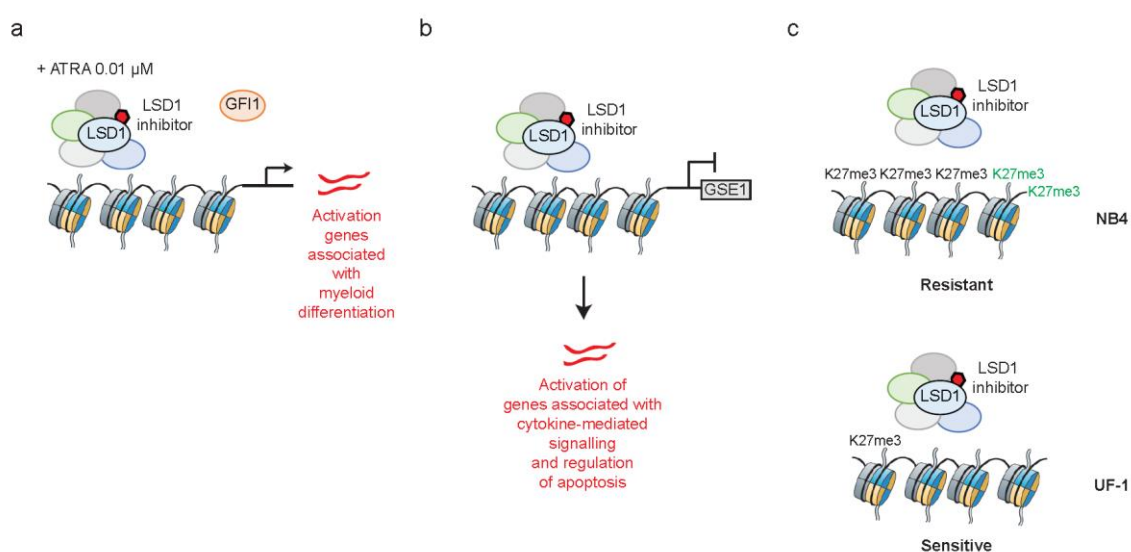 a
+ ATRA 0.01 µM
LSD1
LSD1
inhibitor
GFI1
Activation
genes
associated
with
myeloid
differentiation
b
LSD1
LSD1
inhibitor
GSE1
Activation of
genes associated with
cytokine-mediated
signalling
and regulation
of apoptosis
c
LSD1
LSD1
inhibitor
K27me3 K27me3 K27me3 K27me3
K27me3
NB4
Resistant
LSD1
LSD1
inhibitor
K27me3
UF-1
Sensitive